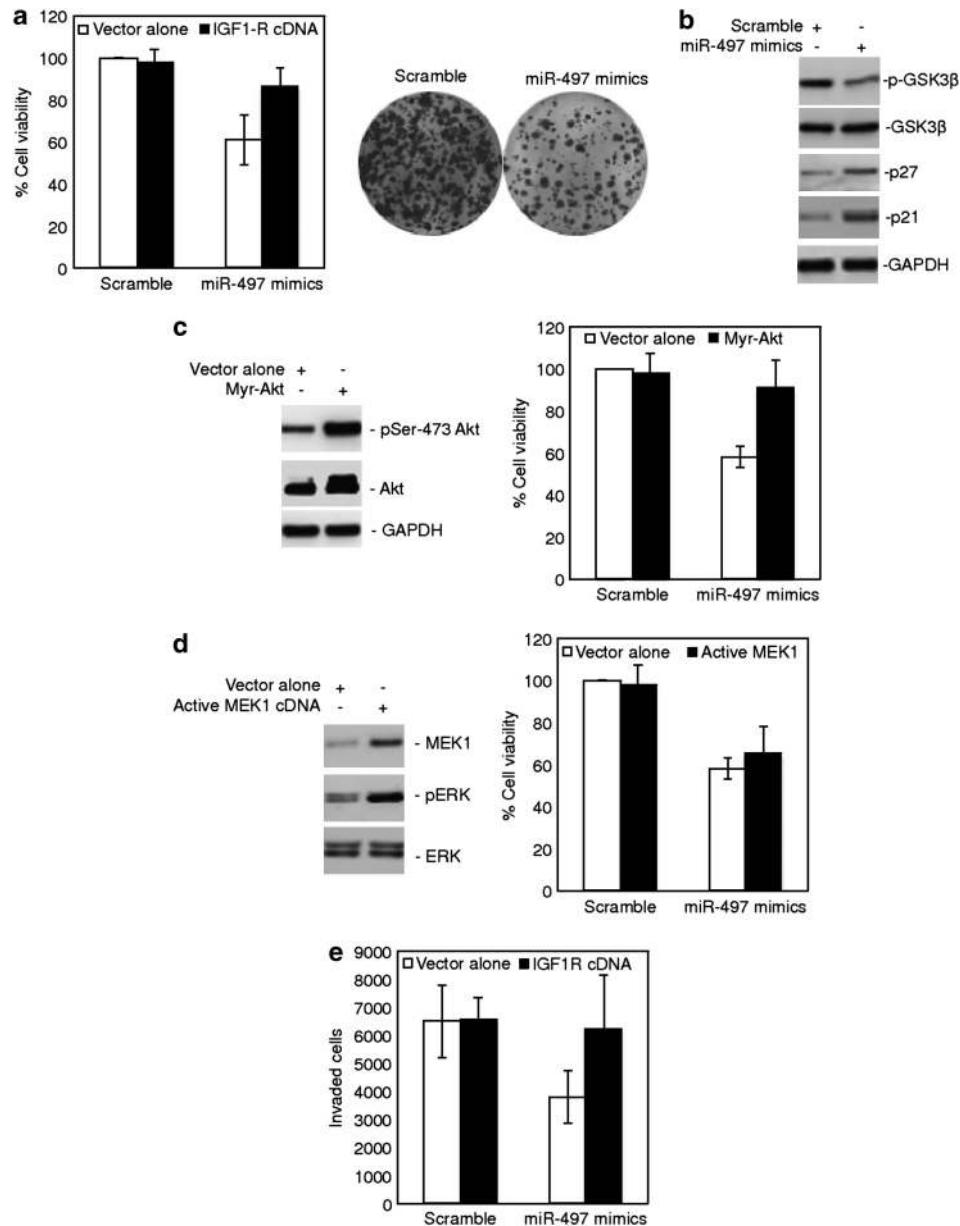 a
120
100
80
60
40
20
0
% Cell viability
Vector alone IGF1-R cDNA
Scramble miR-497 mimics
Scramble miR-497 mimics
b
Scramble + -
miR-497 mimics - +
-p-GSK3β
-GSK3β
-p27
-p21
-GAPDH
c
Vector alone + -
Myr-Akt - +
- pSer-473 Akt
- Akt
- GAPDH
120
100
80
60
40
20
0
% Cell viability
Vector alone Myr-Akt
Scramble miR-497 mimics
d
Vector alone + -
Active MEK1 cDNA - +
- MEK1
- pERK
- ERK
120
100
80
60
40
20
0
% Cell viability
Vector alone Active MEK1
Scramble miR-497 mimics
e
9000
8000
7000
6000
5000
4000
3000
2000
1000
0
Invaded cells
Vector alone IGF1R cDNA
Scramble miR-497 mimics